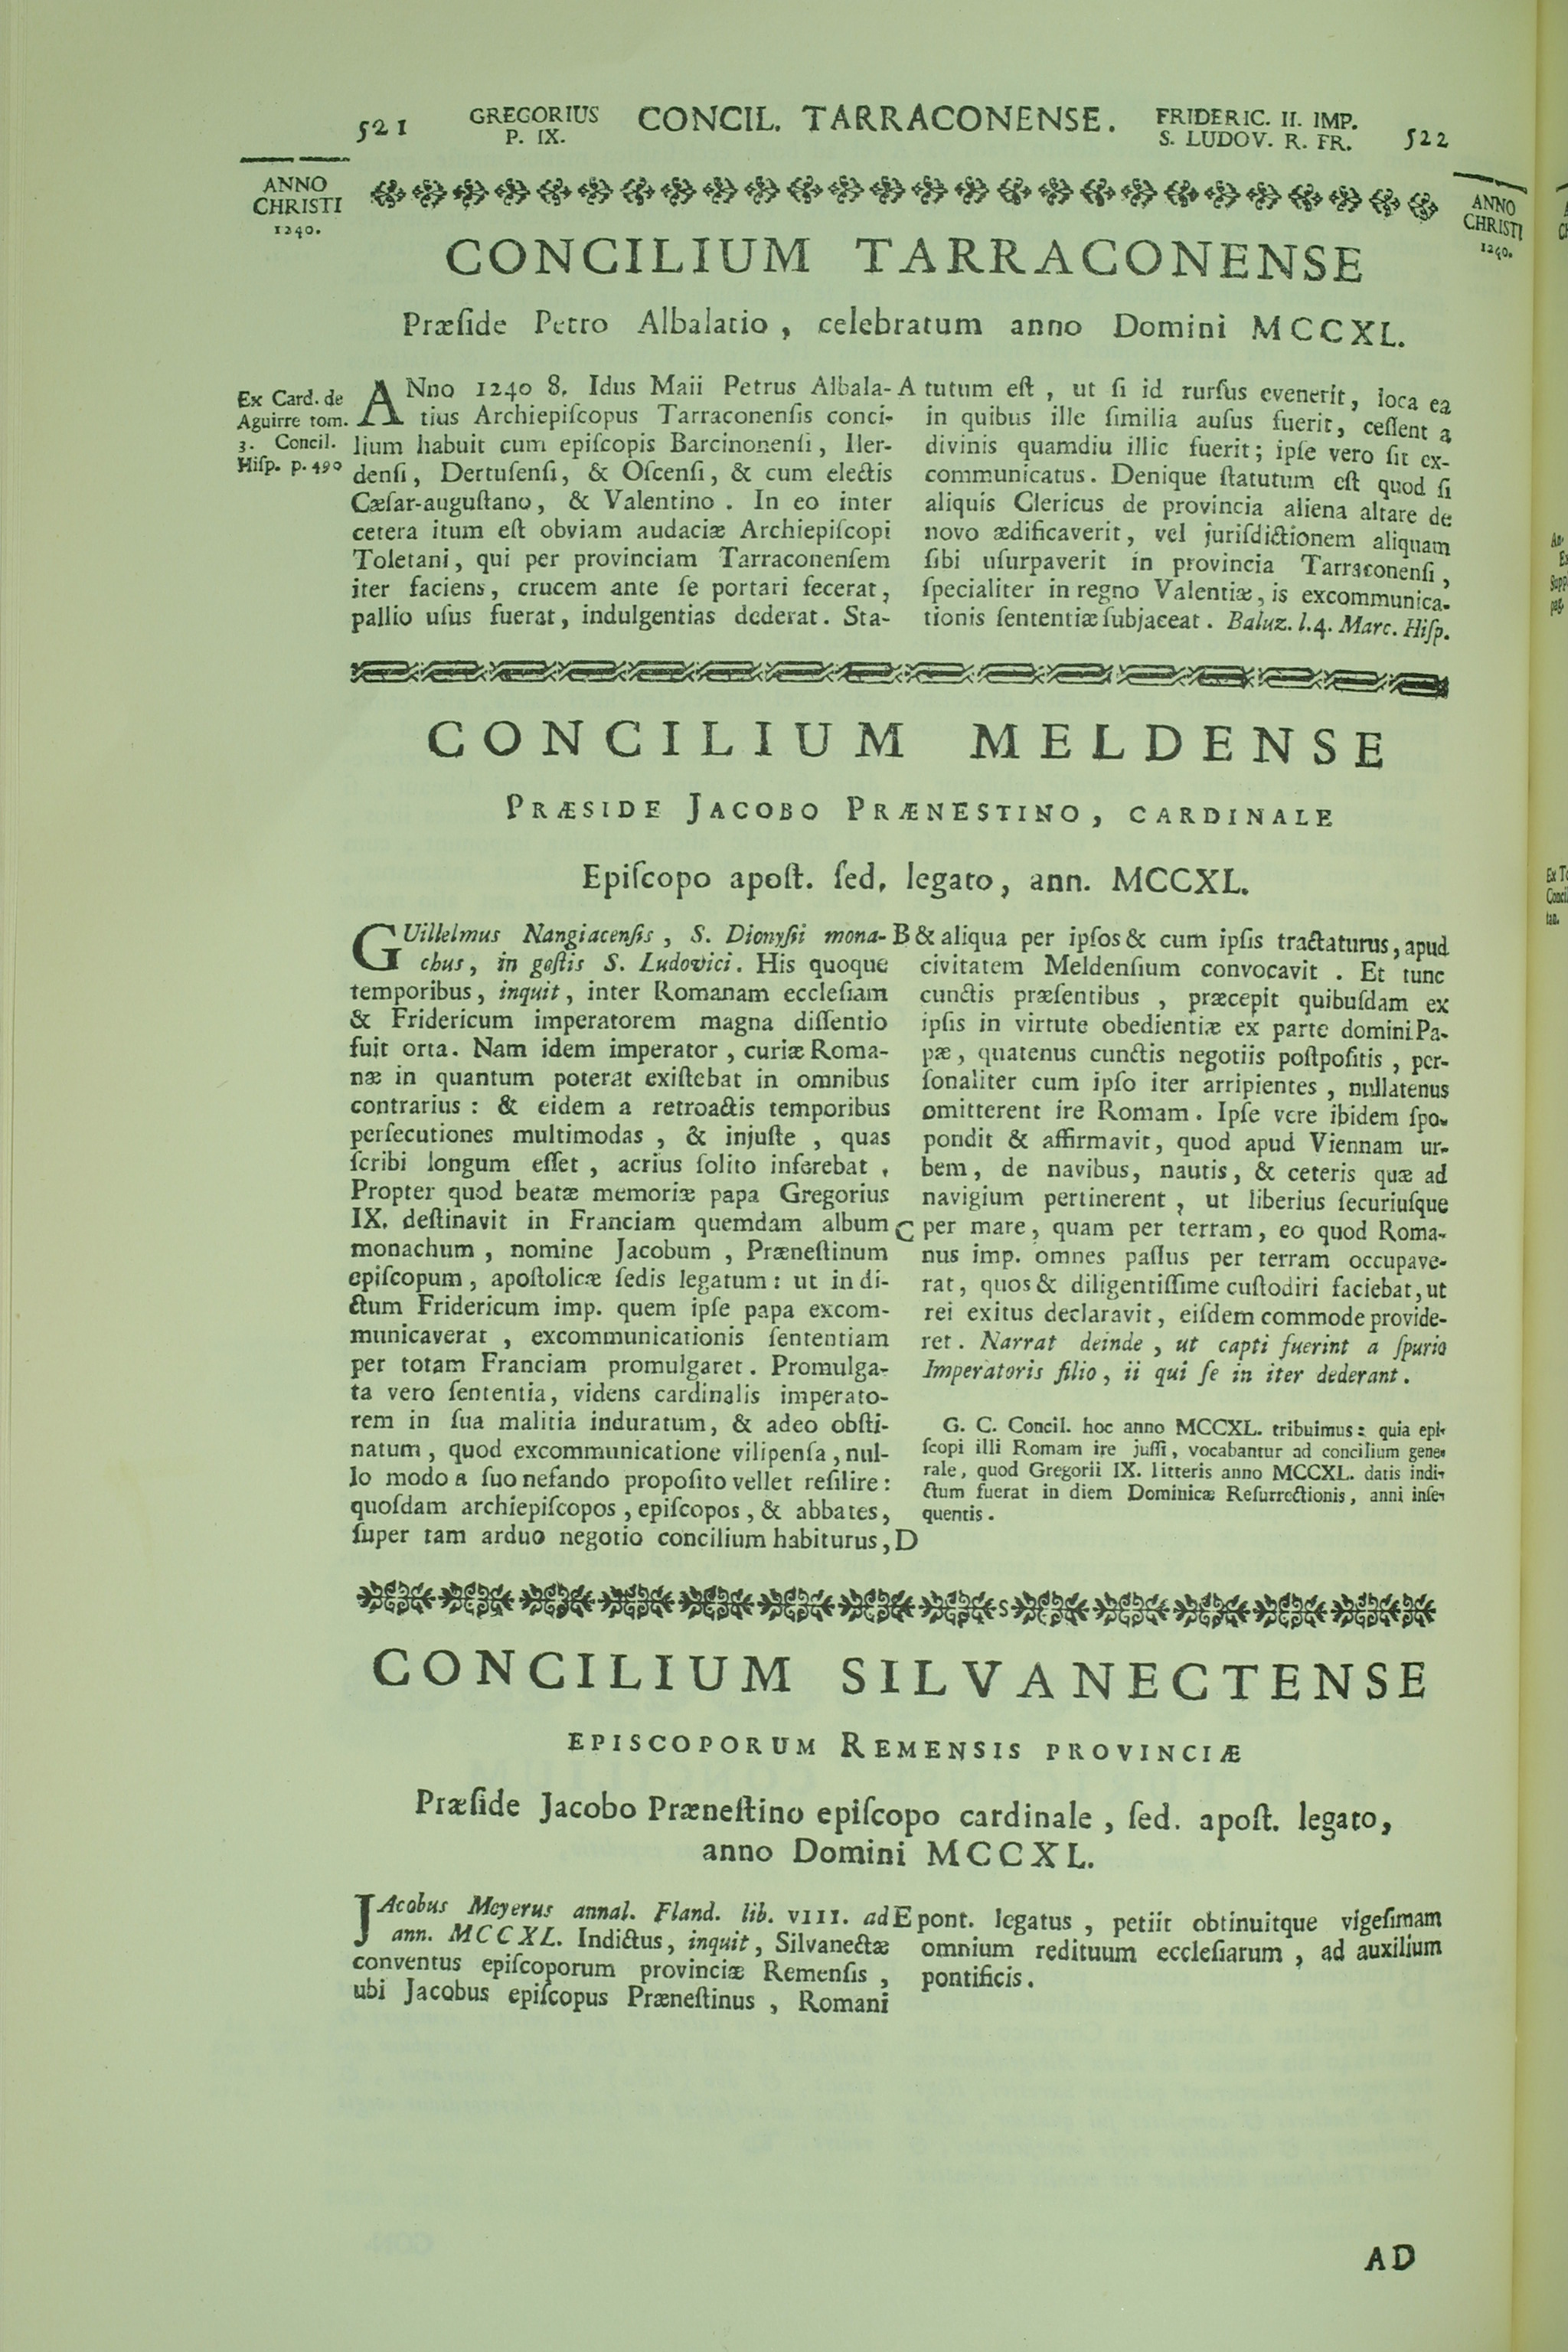 521 GREGORIUS P. IX. CONCIL. TARRACONENSE. FRIDERIC. II. IMP. S. LUDOV. R. FR. 522
ANNO CHRISTI 1240.
ANNO CHRISTI 1240.
CONCILIUM TARRACONENSE
Præſide Petro Albalatio, celebratum anno Domini MCCXL.
Ex Card. de
Aguirre tom.
3. Concil.
Hiſp. p. 490
ANno 1240 8. Idus Maii Petrus Albala-
tius Archiepiſcopus Tarraconenſis conci-
lium habuit cum epiſcopis Barcinonenſi, Iler-
denſi, Dertuſenſi, & Oſcenſi, & cum electis
Cæſar-auguſtano, & Valentino. In eo inter
cetera itum eſt obviam audaciæ Archiepiſcopi
Toletani, qui per provinciam Tarraconenſem
iter faciens, crucem ante ſe portari fecerat,
pallio uſus fuerat, indulgentias dederat. Sta-
A tutum eſt, ut ſi id rurſus evenerit, loca ea
in quibus ille ſimilia auſus fuerit, ceſſent a
divinis quamdiu illic fuerit; ipſe vero ſit ex-
communicatus. Denique ſtatutum eſt quod ſi
aliquis Clericus de provincia aliena altare de
novo ædificaverit, vel juriſdictionem aliquam
ſibi uſurpaverit in provincia Tarraconenſi,
ſpecialiter in regno Valentiæ, is excommunica-
tionis ſententiæ ſubjaceat. Baluz. l. 4. Marc. Hiſp.
CONCILIUM MELDENSE
PRÆSIDE JACOBO PRÆNESTINO, CARDINALE
Epiſcopo apoſt. ſed. legato, ann. MCCXL.
GUillelmus Nangiacenſis, S. Dionyſii mona-
chus, in geſtis S. Ludovici. His quoque
temporibus, inquit, inter Romanam eccleſiam
& Fridericum imperatorem magna diſſentio
fuit orta. Nam idem imperator, curiæ Roma-
næ in quantum poterat exiſtebat in omnibus
contrarius: & eidem a retroactis temporibus
perſecutiones multimodas, & injuſte, quas
ſcribi longum eſſet, acrius ſolito inferebat.
Propter quod beatæ memoriæ papa Gregorius
IX. deſtinavit in Franciam quemdam album
monachum, nomine Jacobum, Præneſtinum
epiſcopum, apoſtolicæ ſedis legatum: ut in di-
ctum Fridericum imp. quem ipſe papa excom-
municaverat, excommunicationis ſententiam
per totam Franciam promulgaret. Promulga-
ta vero ſententia, videns cardinalis imperato-
rem in ſua malitia induratum, & adeo obſti-
natum, quod excommunicatione vilipenſa, nul-
lo modo a ſuo nefando propoſito vellet reſilire:
quoſdam archiepiſcopos, epiſcopos, & abbates,
ſuper tam arduo negotio concilium habiturus,
B & aliqua per ipſos & cum ipſis tractaturus, apud
civitatem Meldenſium convocavit. Et tunc
cunctis præſentibus, præcepit quibuſdam ex
ipſis in virtute obedientiæ ex parte domini Pa-
pæ, quatenus cunctis negotiis poſtpoſitis, per-
ſonaliter cum ipſo iter arripientes, nullatenus
omitterent ire Romam. Ipſe vere ibidem ſpo-
pondit & affirmavit, quod apud Viennam ur-
bem, de navibus, nautis, & ceteris quæ ad
navigium pertinerent, ut liberius ſecuriuſque
C per mare, quam per terram, eo quod Roma-
nus imp. omnes paſſus per terram occupave-
rat, quos & diligentiſſime cuſtodiri faciebat, ut
rei exitus declaravit, eiſdem commode provide-
ret. Narrat deinde, ut capti fuerint a ſpurio
Imperatoris filio, ii qui ſe in iter dederant.
G. C. Concil. hoc anno MCCXL. tribuimus: quia epi-
ſcopi illi Romam ire juſſi, vocabantur ad concilium gene-
rale, quod Gregorii IX. litteris anno MCCXL. datis indi-
ctum fuerat in diem Dominicæ Reſurrectionis, anni inſe-
quentis.
D
CONCILIUM SILVANECTENSE
EPISCOPORUM REMENSIS PROVINCIÆ
Præſide Jacobo Præneſtino epiſcopo cardinale, ſed. apoſt. legato,
anno Domini MCCXL.
JAcobus Meyerus annal. Fland. lib. VIII. ad
ann. MCCXL. Indictus, inquit, Silvanectæ
conventus epiſcoporum provinciæ Remenſis,
ubi Jacobus epiſcopus Præneſtinus, Romani
E pont. legatus, petiit obtinuitque vigeſimam
omnium redituum eccleſiarum, ad auxilium
pontificis.
AD